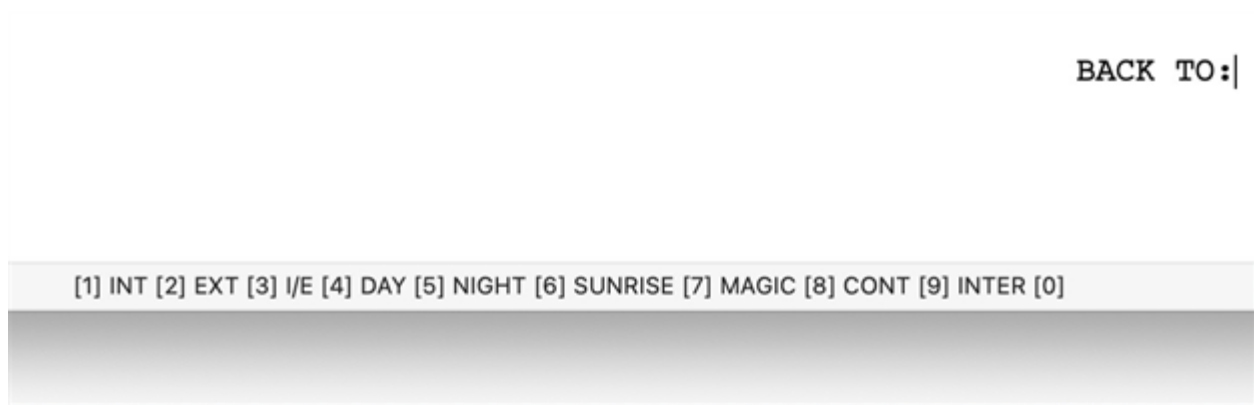 BACK TO:
[1] INT [2] EXT [3] I/E [4] DAY [5] NIGHT [6] SUNRISE [7] MAGIC [8] CONT [9] INTER [0]